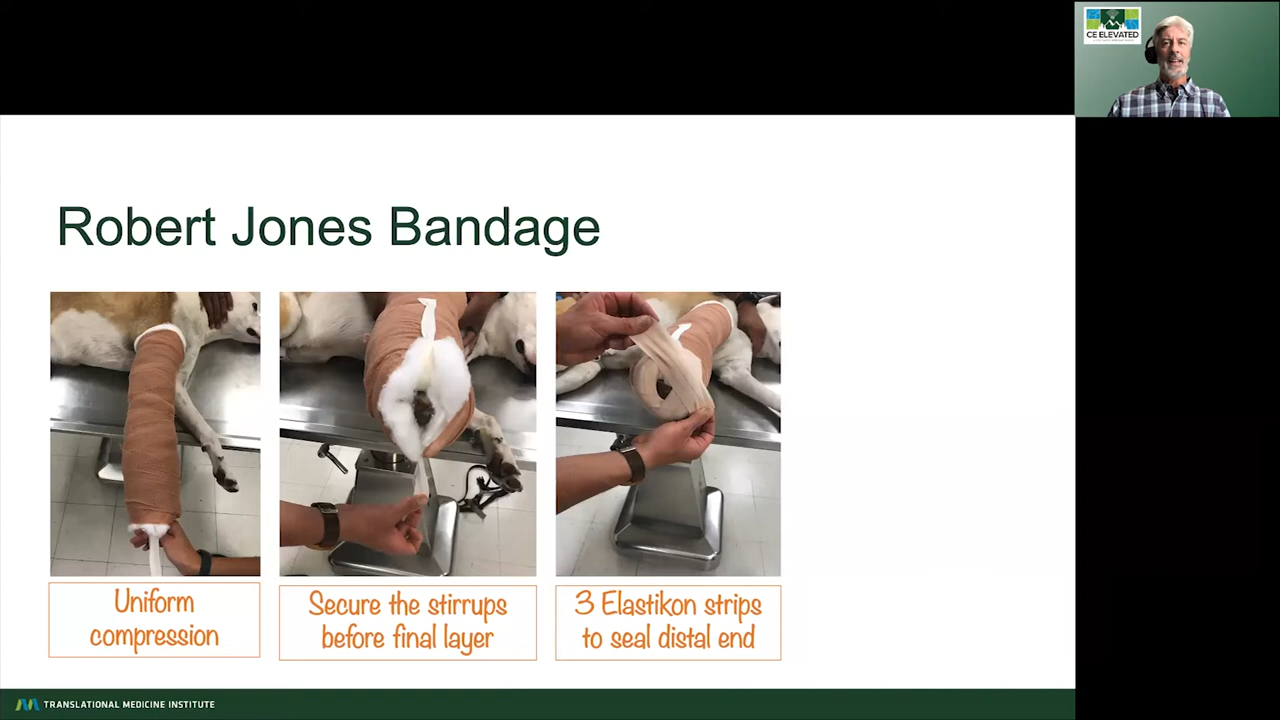 CE ELEVATED
Robert Jones Bandage
Uniform
compression
Secure the stirrups
before final layer
3 Elastikon strips
to seal distal end
TRANSLATIONAL MEDICINE INSTITUTE